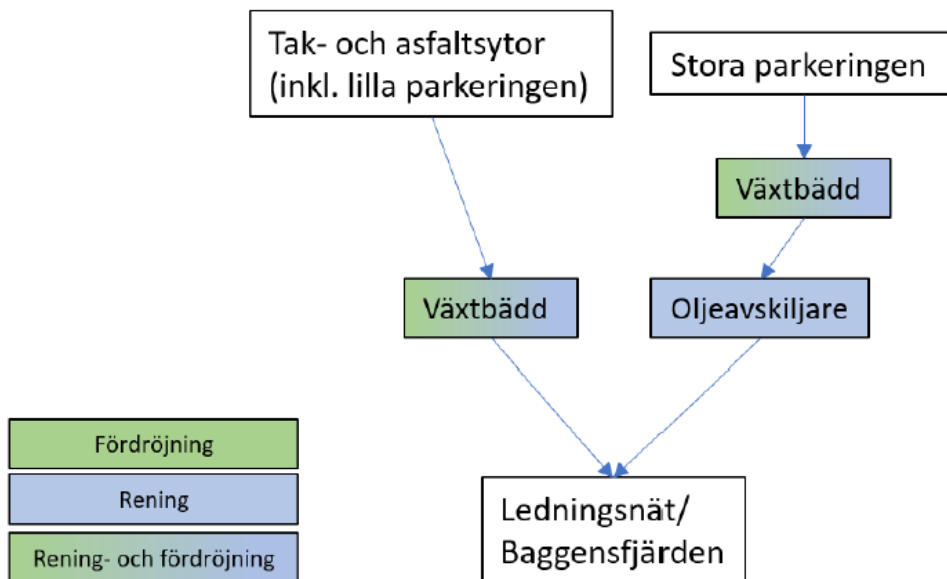 Tak- och asfaltsytor
(inkl. lilla parkeringen)
Stora parkeringen
Växtbädd
Växtbädd
Oljeavskiljare
Fördröjning
Rening
Rening- och fördröjning
Ledningsnät/
Baggensfjärden